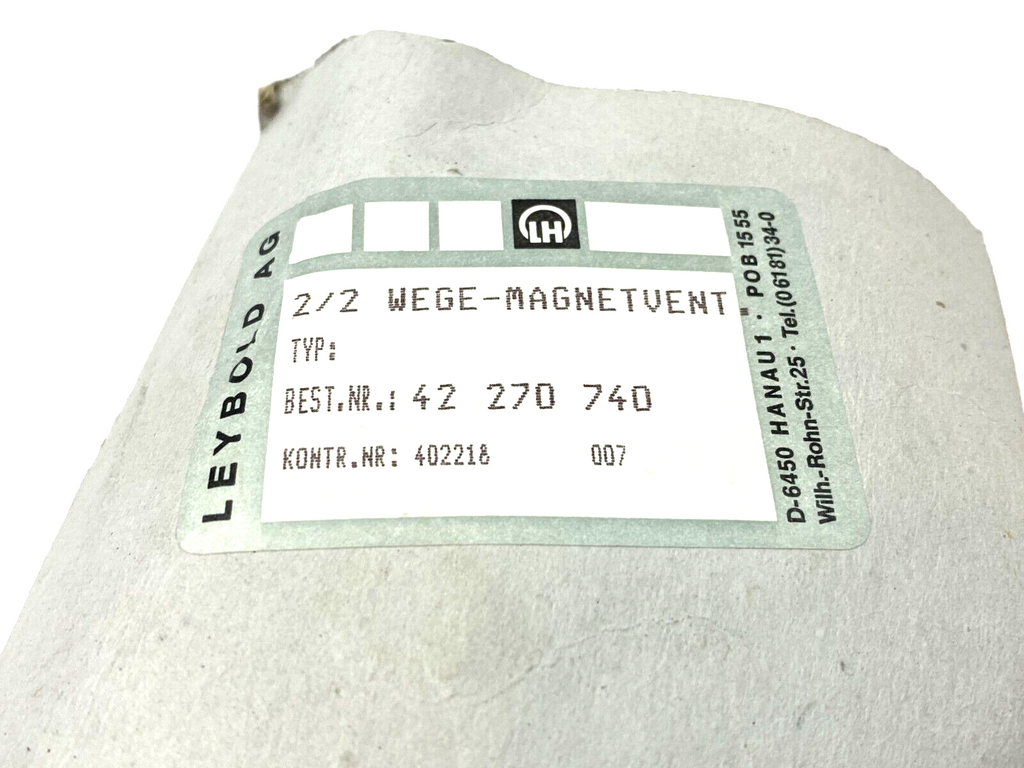 LEYBOLD AG
LH
2/2 WEGE-MAGNETVENT
TYP:
BEST.NR.: 42 270 740
KONTR.NR: 402218 007
D-6450 HANAU 1 · POB 1555
Wilh.-Rohn-Str.25 · Tel.(06181)34-0